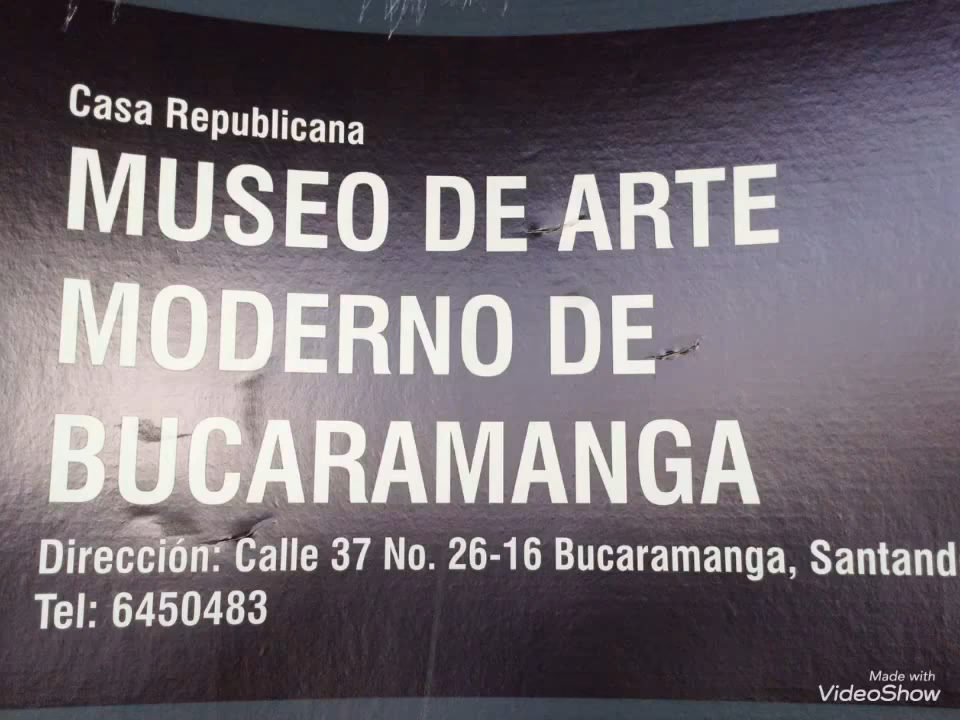 Casa Republicana
MUSEO DE ARTE
MODERNO DE
BUCARAMANGA
Dirección: Calle 37 No. 26-16 Bucaramanga, Santand
Tel: 6450483
Made with
VideoShow